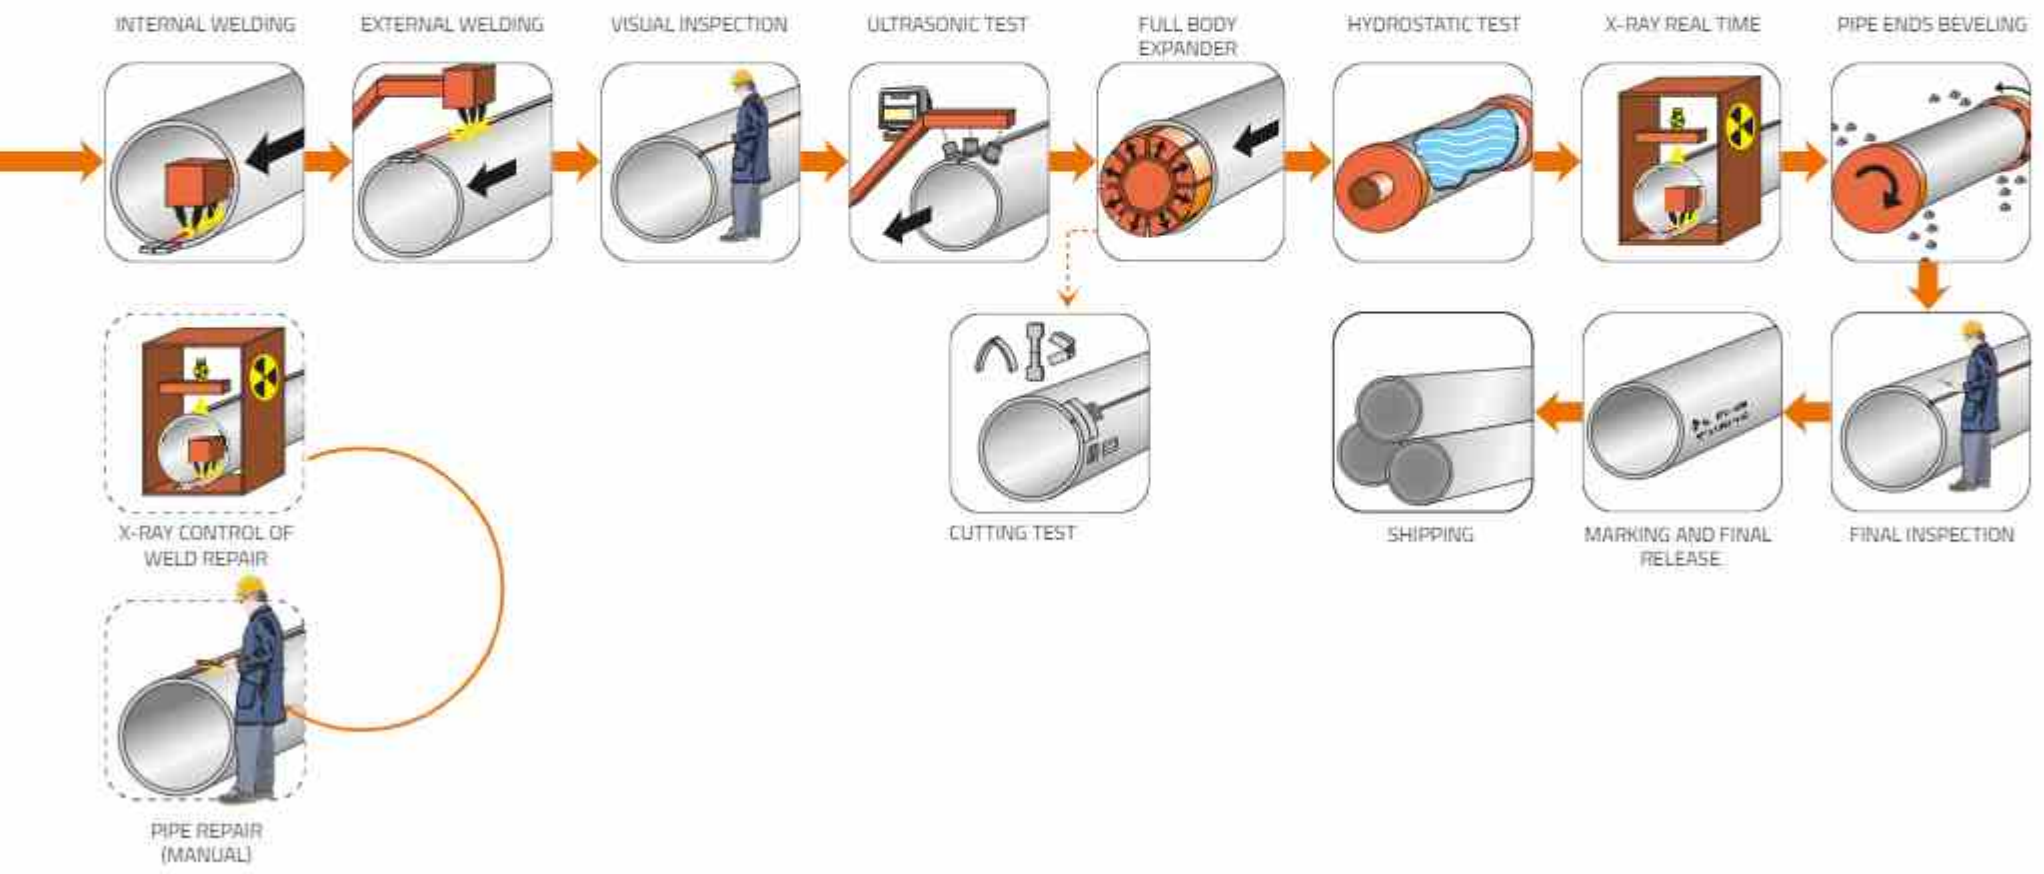 INTERNAL WELDING
EXTERNAL WELDING
VISUAL INSPECTION
ULTRASONIC TEST
FULL BODY
EXPANDER
HYDROSTATIC TEST
X-RAY REAL TIME
PIPE ENDS BEVELING
X-RAY CONTROL OF
WELD REPAIR
CUTTING TEST
SHIPPING
MARKING AND FINAL
RELEASE
FINAL INSPECTION
PIPE REPAIR
(MANUAL)